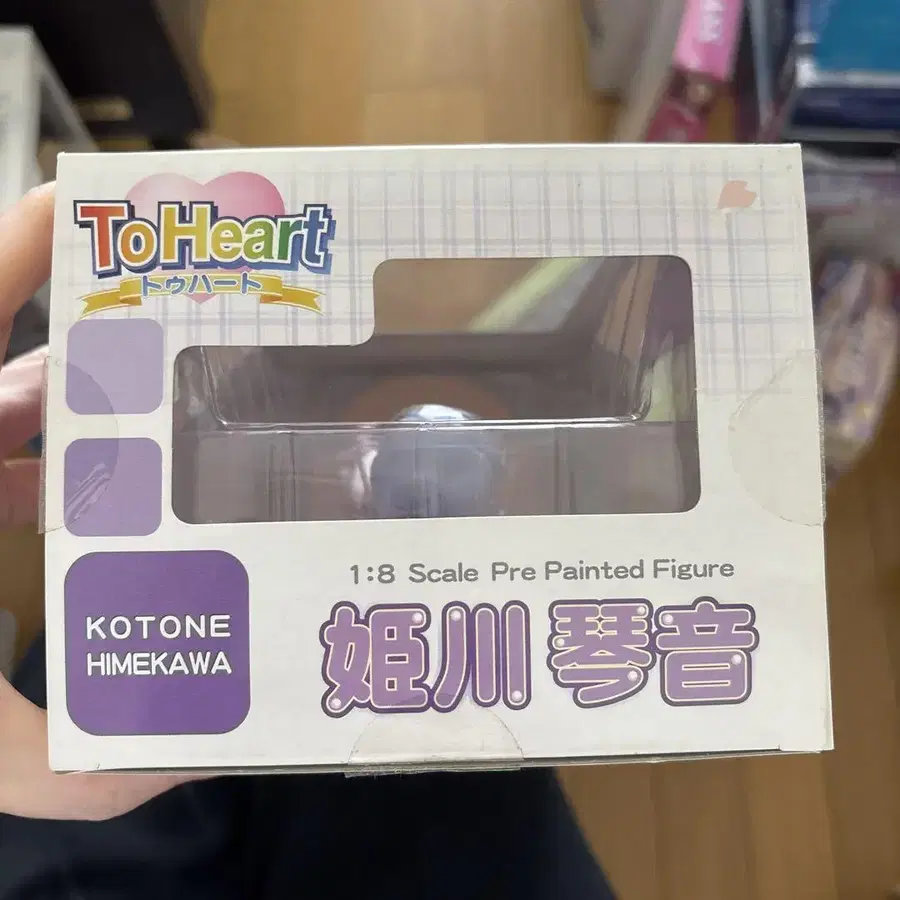 ToHeart
トゥハート
1:8 Scale Pre Painted Figure
KOTONE
HIMEKAWA
姫川 琴音